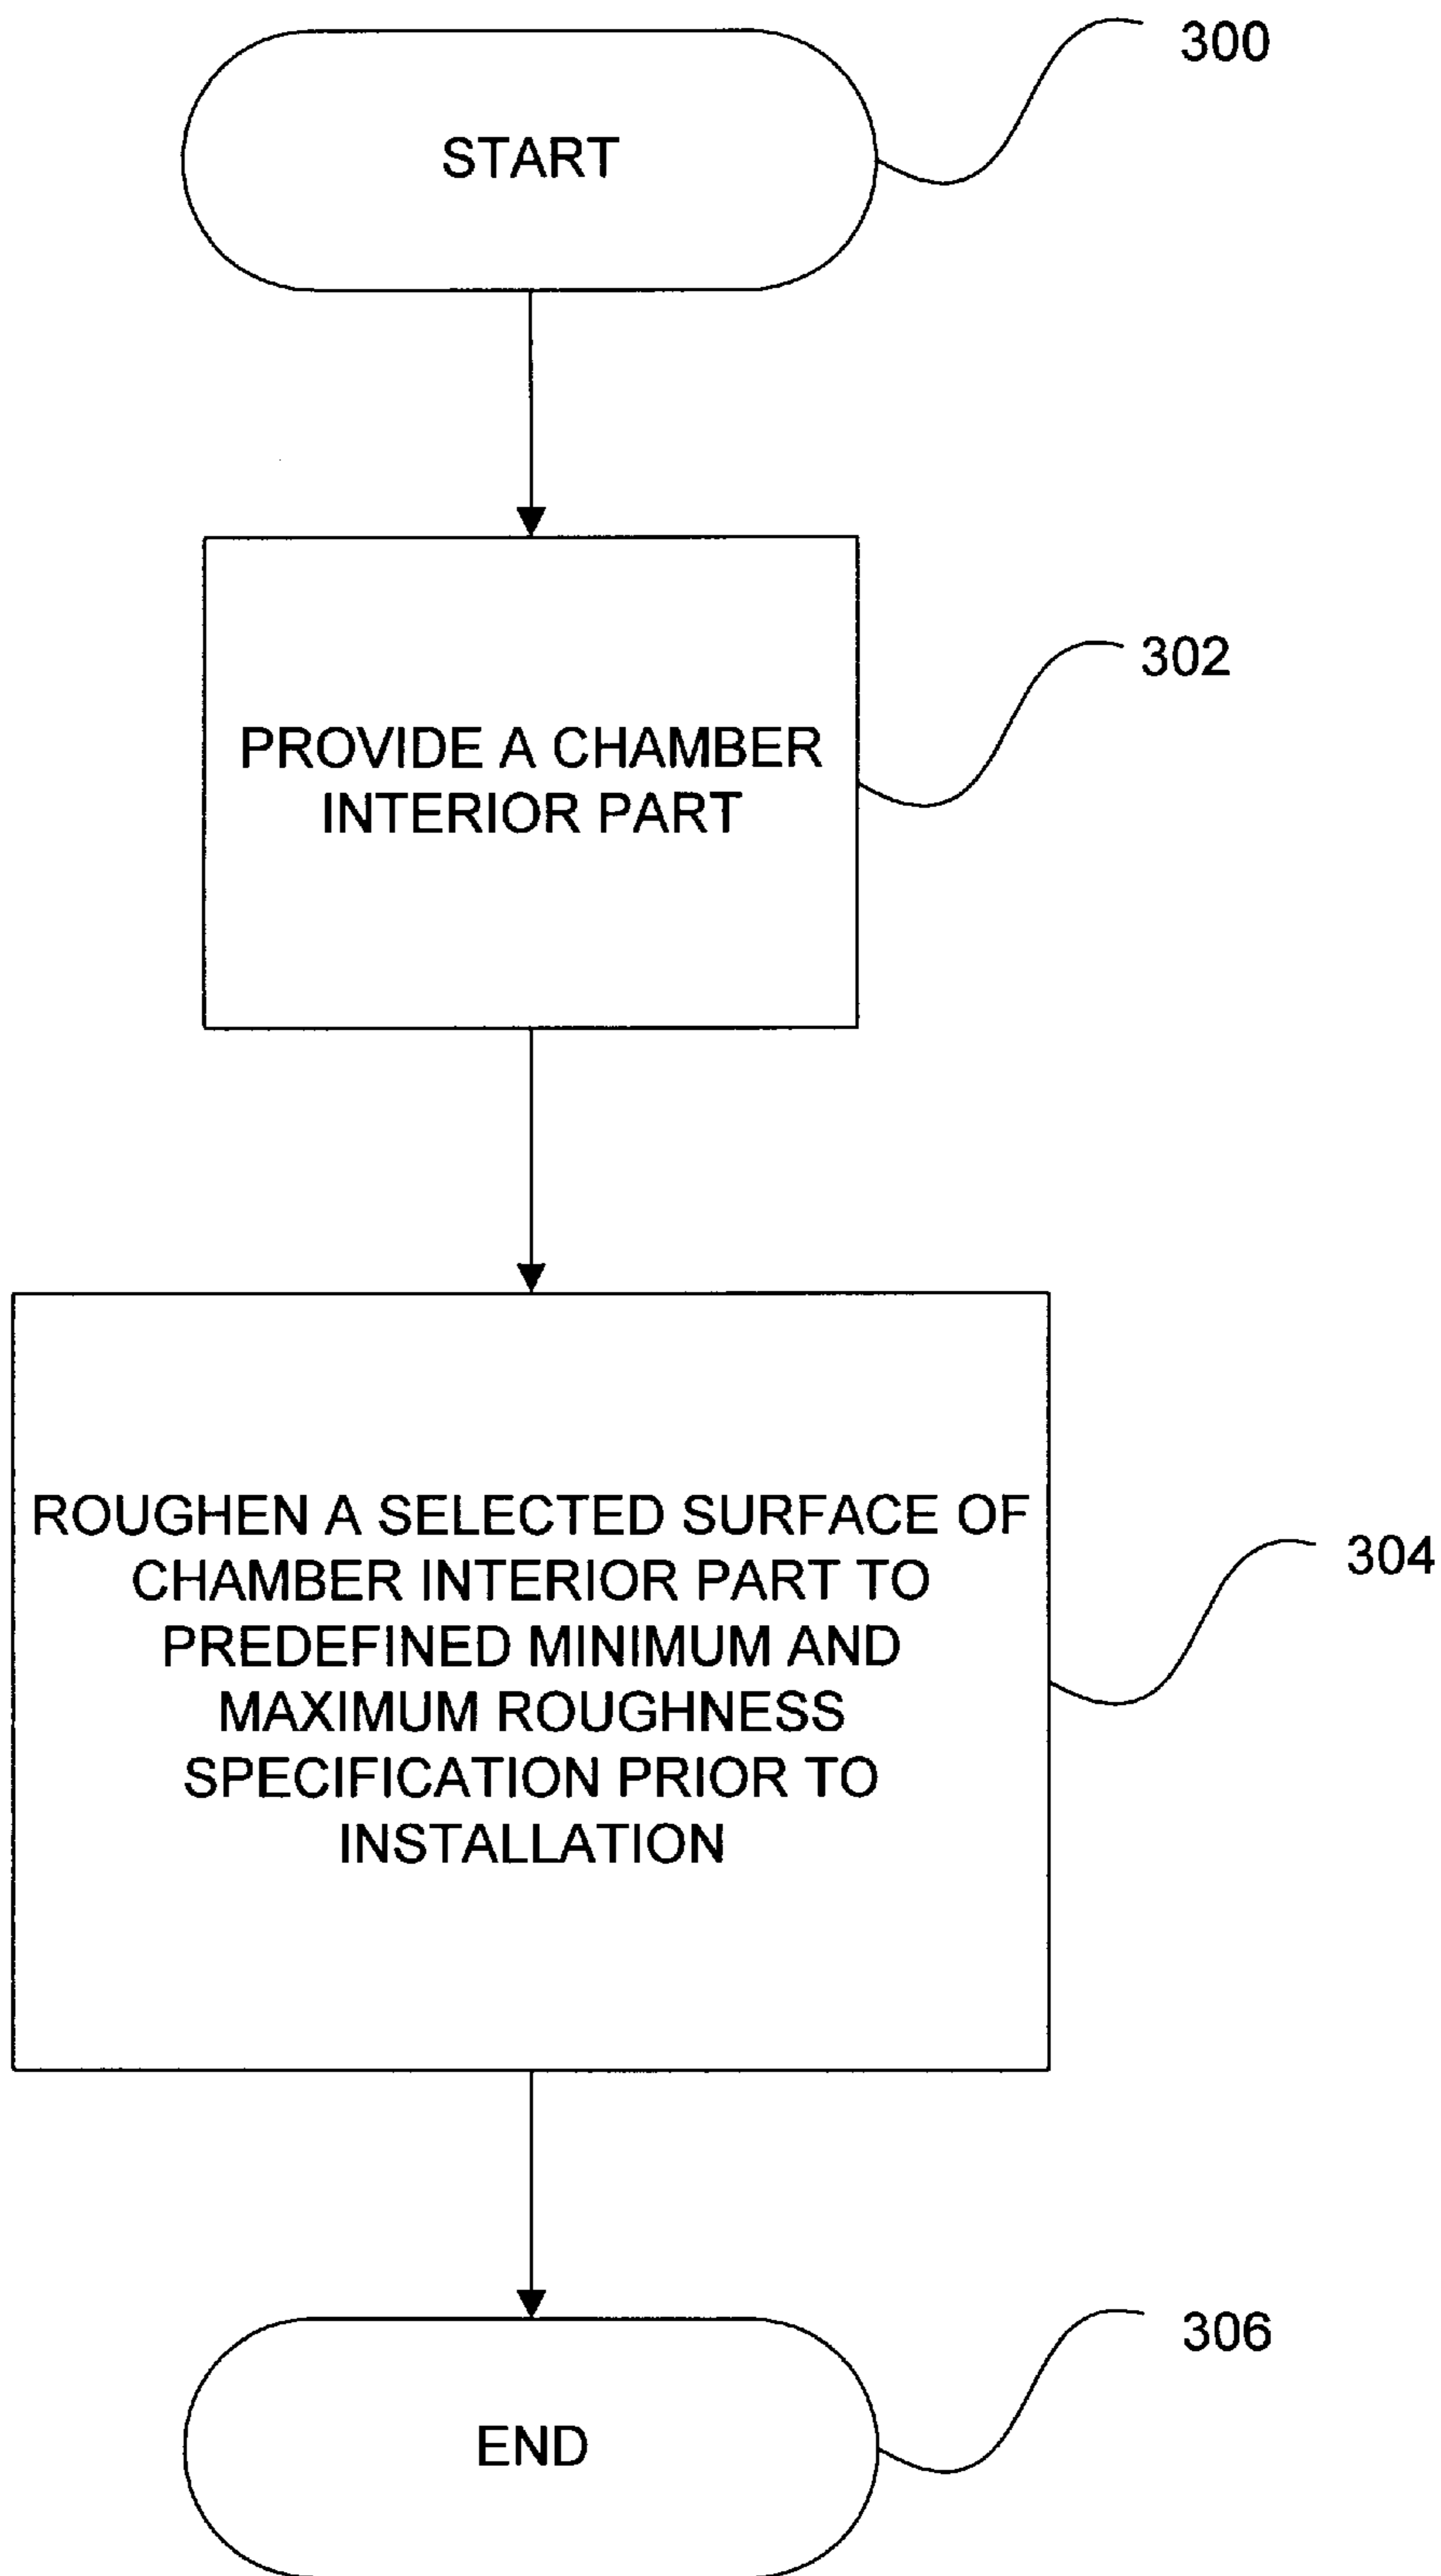 300
START
302
PROVIDE A CHAMBER
INTERIOR PART
304
ROUGHEN A SELECTED SURFACE OF
CHAMBER INTERIOR PART TO
PREDEFINED MINIMUM AND
MAXIMUM ROUGHNESS
SPECIFICATION PRIOR TO
INSTALLATION
306
END